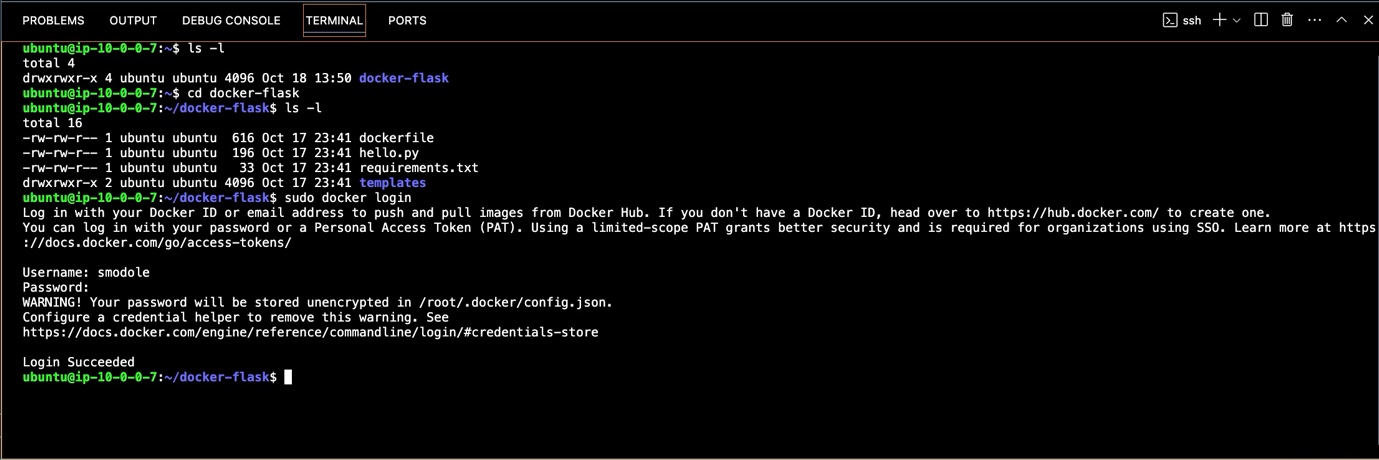 PROBLEMS OUTPUT DEBUG CONSOLE TERMINAL PORTS ssh
ubuntu@ip-10-0-0-7:~$ ls -l
total 4
drwxrwxr-x 4 ubuntu ubuntu 4096 Oct 18 13:50 docker-flask
ubuntu@ip-10-0-0-7:~$ cd docker-flask
ubuntu@ip-10-0-0-7:~/docker-flask$ ls -l
total 16
-rw-rw-r-- 1 ubuntu ubuntu  616 Oct 17 23:41 dockerfile
-rw-rw-r-- 1 ubuntu ubuntu  196 Oct 17 23:41 hello.py
-rw-rw-r-- 1 ubuntu ubuntu   33 Oct 17 23:41 requirements.txt
drwxrwxr-x 2 ubuntu ubuntu 4096 Oct 17 23:41 templates
ubuntu@ip-10-0-0-7:~/docker-flask$ sudo docker login
Log in with your Docker ID or email address to push and pull images from Docker Hub. If you don't have a Docker ID, head over to https://hub.docker.com/ to create one.
You can log in with your password or a Personal Access Token (PAT). Using a limited-scope PAT grants better security and is required for organizations using SSO. Learn more at https
://docs.docker.com/go/access-tokens/
Username: smodole
Password:
WARNING! Your password will be stored unencrypted in /root/.docker/config.json.
Configure a credential helper to remove this warning. See
https://docs.docker.com/engine/reference/commandline/login/#credentials-store
Login Succeeded
ubuntu@ip-10-0-0-7:~/docker-flask$